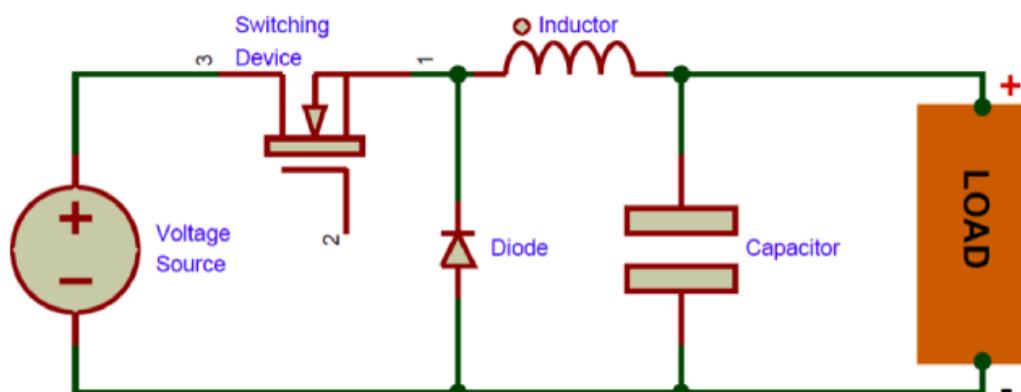 Switching
Device
Inductor
3
1
+
+
Voltage
Source
−
2
Diode
Capacitor
LOAD
-